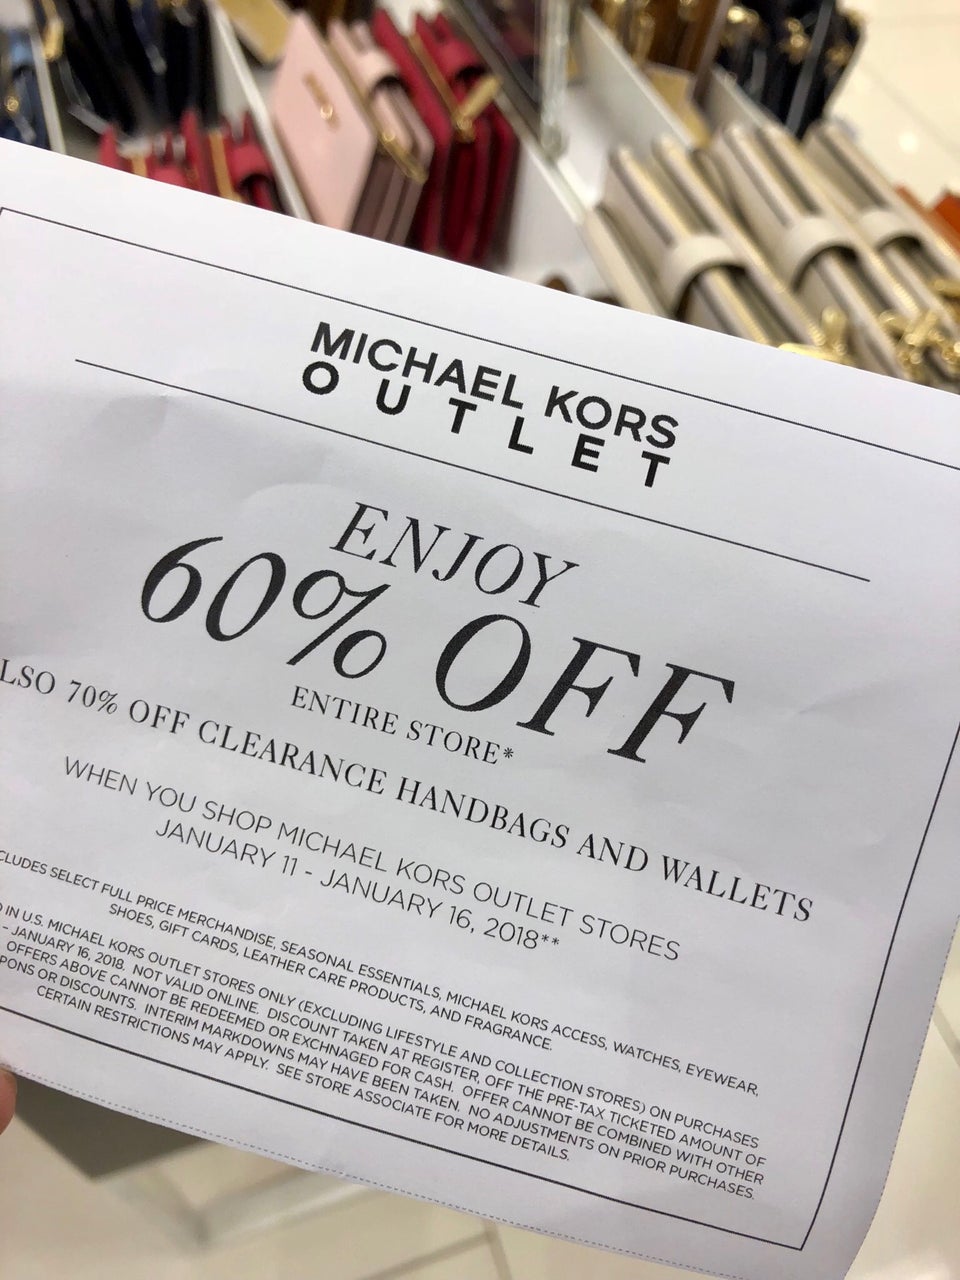 MICHAEL KORS
OUTLET
ENJOY
60% OFF
ENTIRE STORE*
LSO 70% OFF CLEARANCE HANDBAGS AND WALLETS
WHEN YOU SHOP MICHAEL KORS OUTLET STORES
JANUARY 11 - JANUARY 16, 2018**
CLUDES SELECT FULL PRICE MERCHANDISE, SEASONAL ESSENTIALS, MICHAEL KORS ACCESS, WATCHES, EYEWEAR,
SHOES, GIFT CARDS, LEATHER CARE PRODUCTS, AND FRAGRANCE.
D IN U.S. MICHAEL KORS OUTLET STORES ONLY (EXCLUDING LIFESTYLE AND COLLECTION STORES) ON PURCHASES
- JANUARY 16, 2018. NOT VALID ONLINE. DISCOUNT TAKEN AT REGISTER, OFF THE PRE-TAX TICKETED AMOUNT OF
OFFERS ABOVE CANNOT BE REDEEMED OR EXCHNAGED FOR CASH. OFFER CANNOT BE COMBINED WITH OTHER
PONS OR DISCOUNTS. INTERIM MARKDOWNS MAY HAVE BEEN TAKEN. NO ADJUSTMENTS ON PRIOR PURCHASES.
CERTAIN RESTRICTIONS MAY APPLY. SEE STORE ASSOCIATE FOR MORE DETAILS.